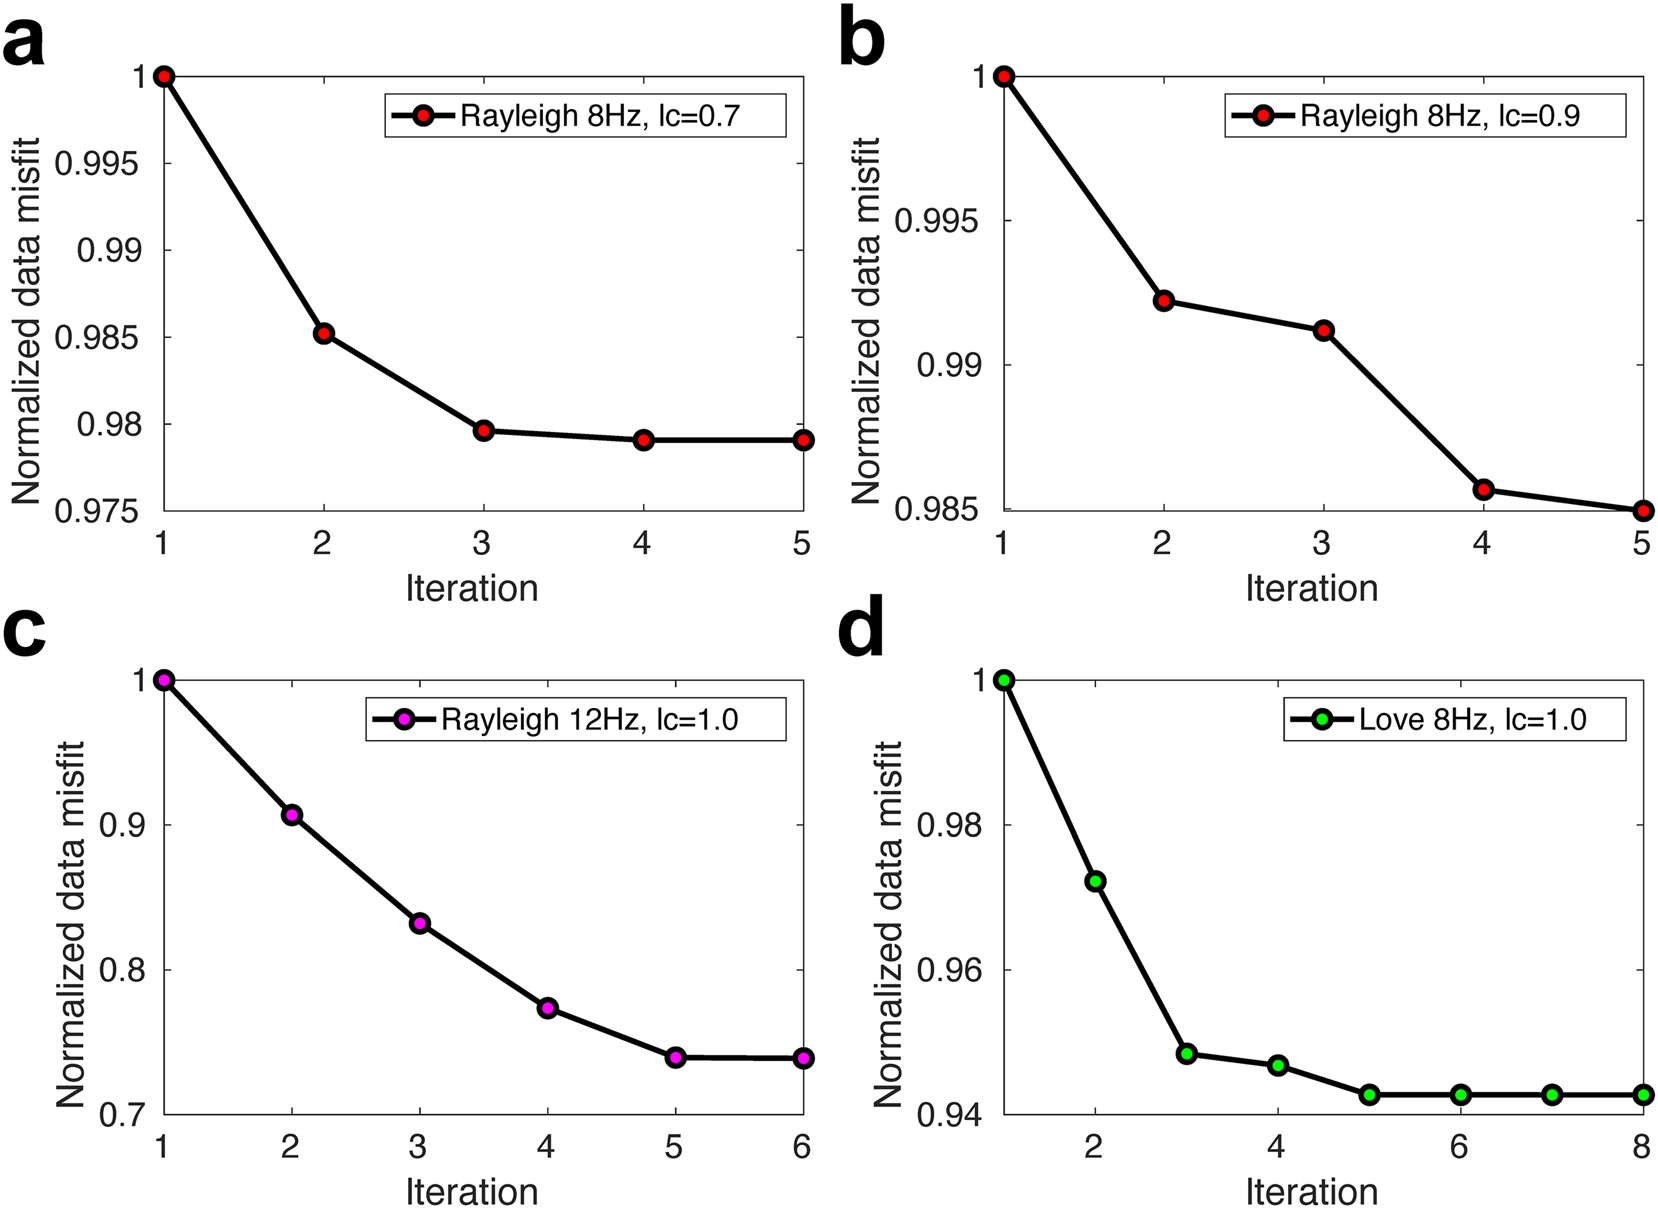 a
Rayleigh 8Hz, lc=0.7
Normalized data misfit
1
0.995
0.99
0.985
0.98
0.975
1 2 3 4 5
Iteration
b
Rayleigh 8Hz, lc=0.9
Normalized data misfit
1
0.995
0.99
0.985
1 2 3 4 5
Iteration
c
Rayleigh 12Hz, lc=1.0
Normalized data misfit
1
0.9
0.8
0.7
1 2 3 4 5 6
Iteration
d
Love 8Hz, lc=1.0
Normalized data misfit
1
0.98
0.96
0.94
2 4 6 8
Iteration